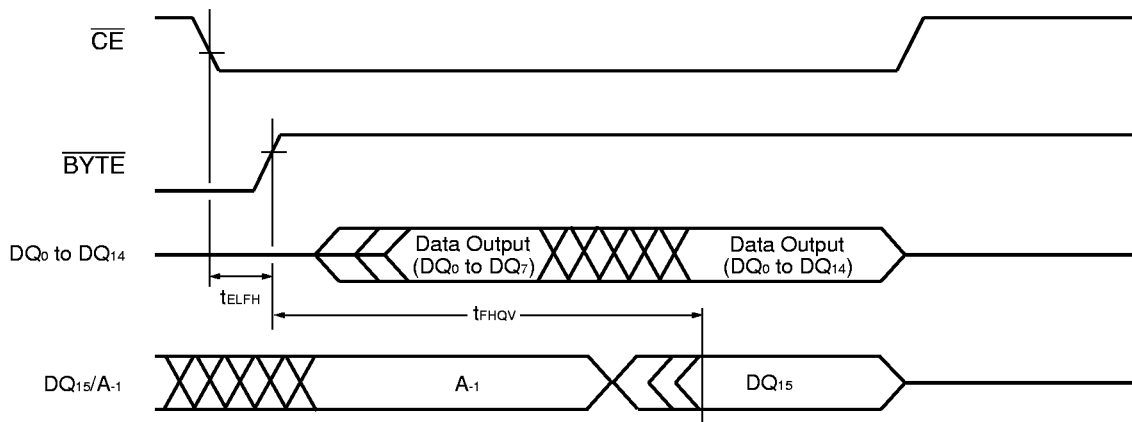 CE
BYTE
DQ0 to DQ14
Data Output
(DQ0 to DQ7)
Data Output
(DQ0 to DQ14)
tELFH
tFHQV
DQ15/A-1
A-1
DQ15